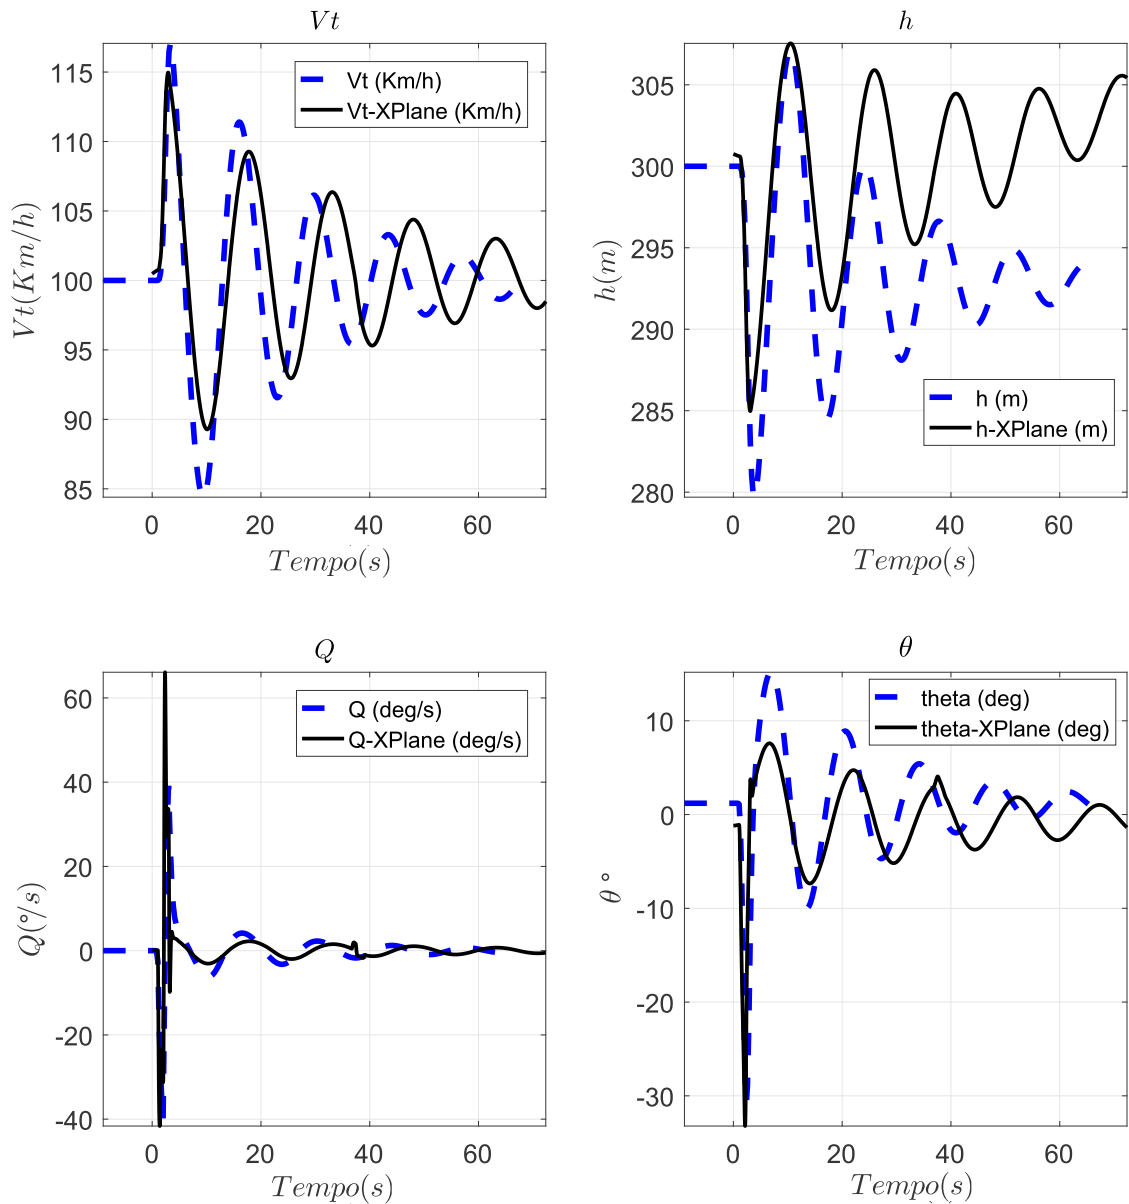 Vt
115
110
105
100
95
90
85
0
20
40
60
Vt(Km/h)
Tempo(s)
Vt (Km/h)
Vt-XPlane (Km/h)
h
305
300
295
290
285
280
0
20
40
60
h(m)
Tempo(s)
h (m)
h-XPlane (m)
Q
60
40
20
0
-20
-40
0
20
40
60
Q(°/s)
Tempo(s)
Q (deg/s)
Q-XPlane (deg/s)
θ
10
0
-10
-20
-30
0
20
40
60
θ °
Tempo(s)
theta (deg)
theta-XPlane (deg)